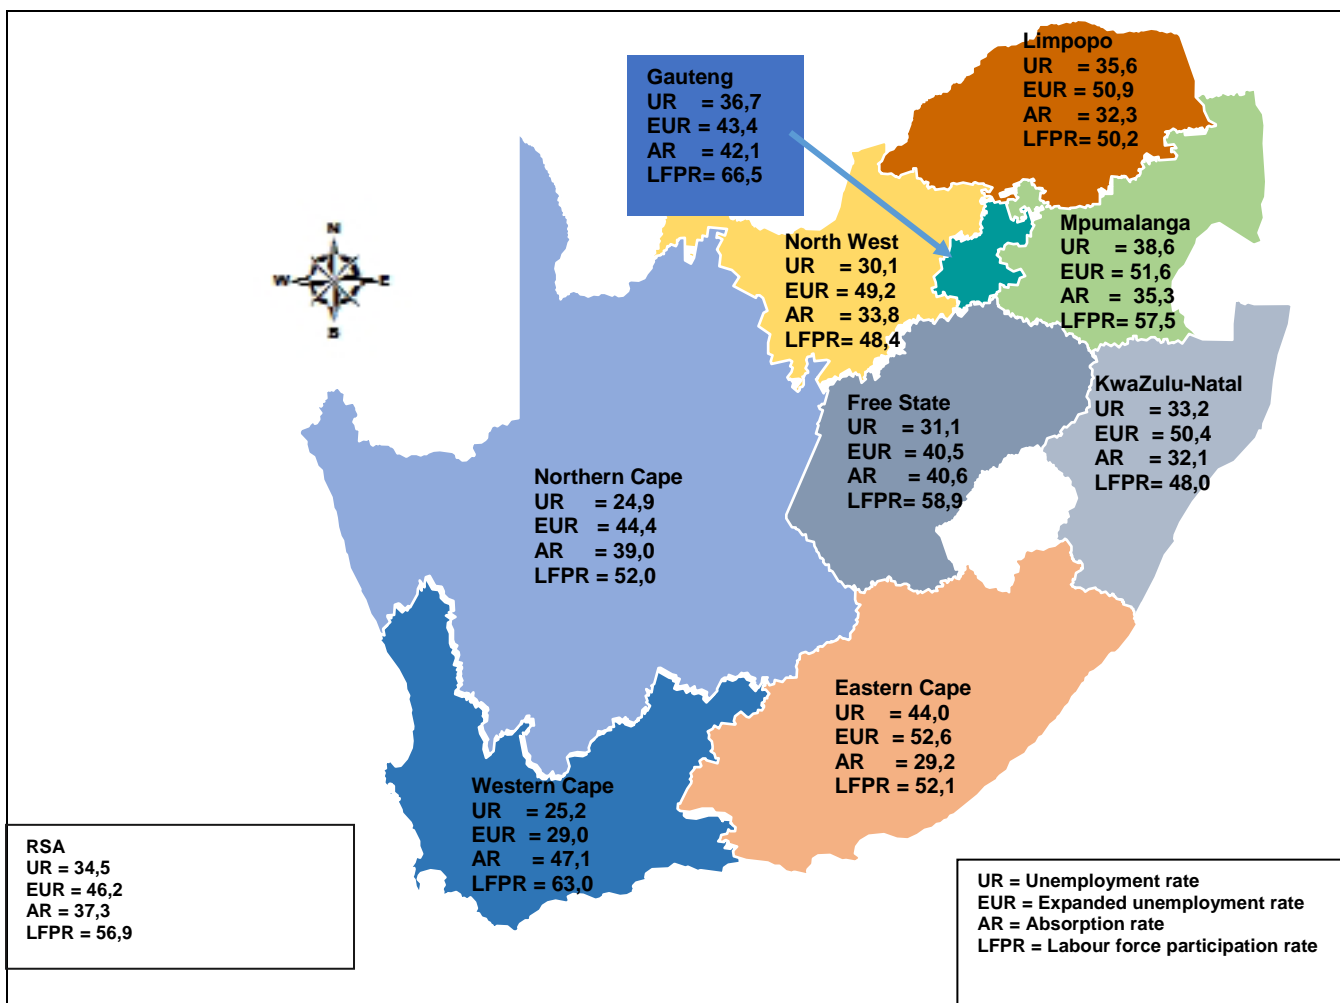 Limpopo
UR = 35,6
EUR = 50,9
AR = 32,3
LFPR= 50,2
Gauteng
UR = 36,7
EUR = 43,4
AR = 42,1
LFPR= 66,5
Mpumalanga
UR = 38,6
EUR = 51,6
AR = 35,3
LFPR= 57,5
North West
UR = 30,1
EUR = 49,2
AR = 33,8
LFPR= 48,4
N
W
E
S
KwaZulu-Natal
UR = 33,2
EUR = 50,4
AR = 32,1
LFPR= 48,0
Free State
UR = 31,1
EUR = 40,5
AR = 40,6
LFPR= 58,9
Northern Cape
UR = 24,9
EUR = 44,4
AR = 39,0
LFPR = 52,0
Eastern Cape
UR = 44,0
EUR = 52,6
AR = 29,2
LFPR = 52,1
Western Cape
UR = 25,2
EUR = 29,0
AR = 47,1
LFPR = 63,0
RSA
UR = 34,5
EUR = 46,2
AR = 37,3
LFPR = 56,9
UR = Unemployment rate
EUR = Expanded unemployment rate
AR = Absorption rate
LFPR = Labour force participation rate